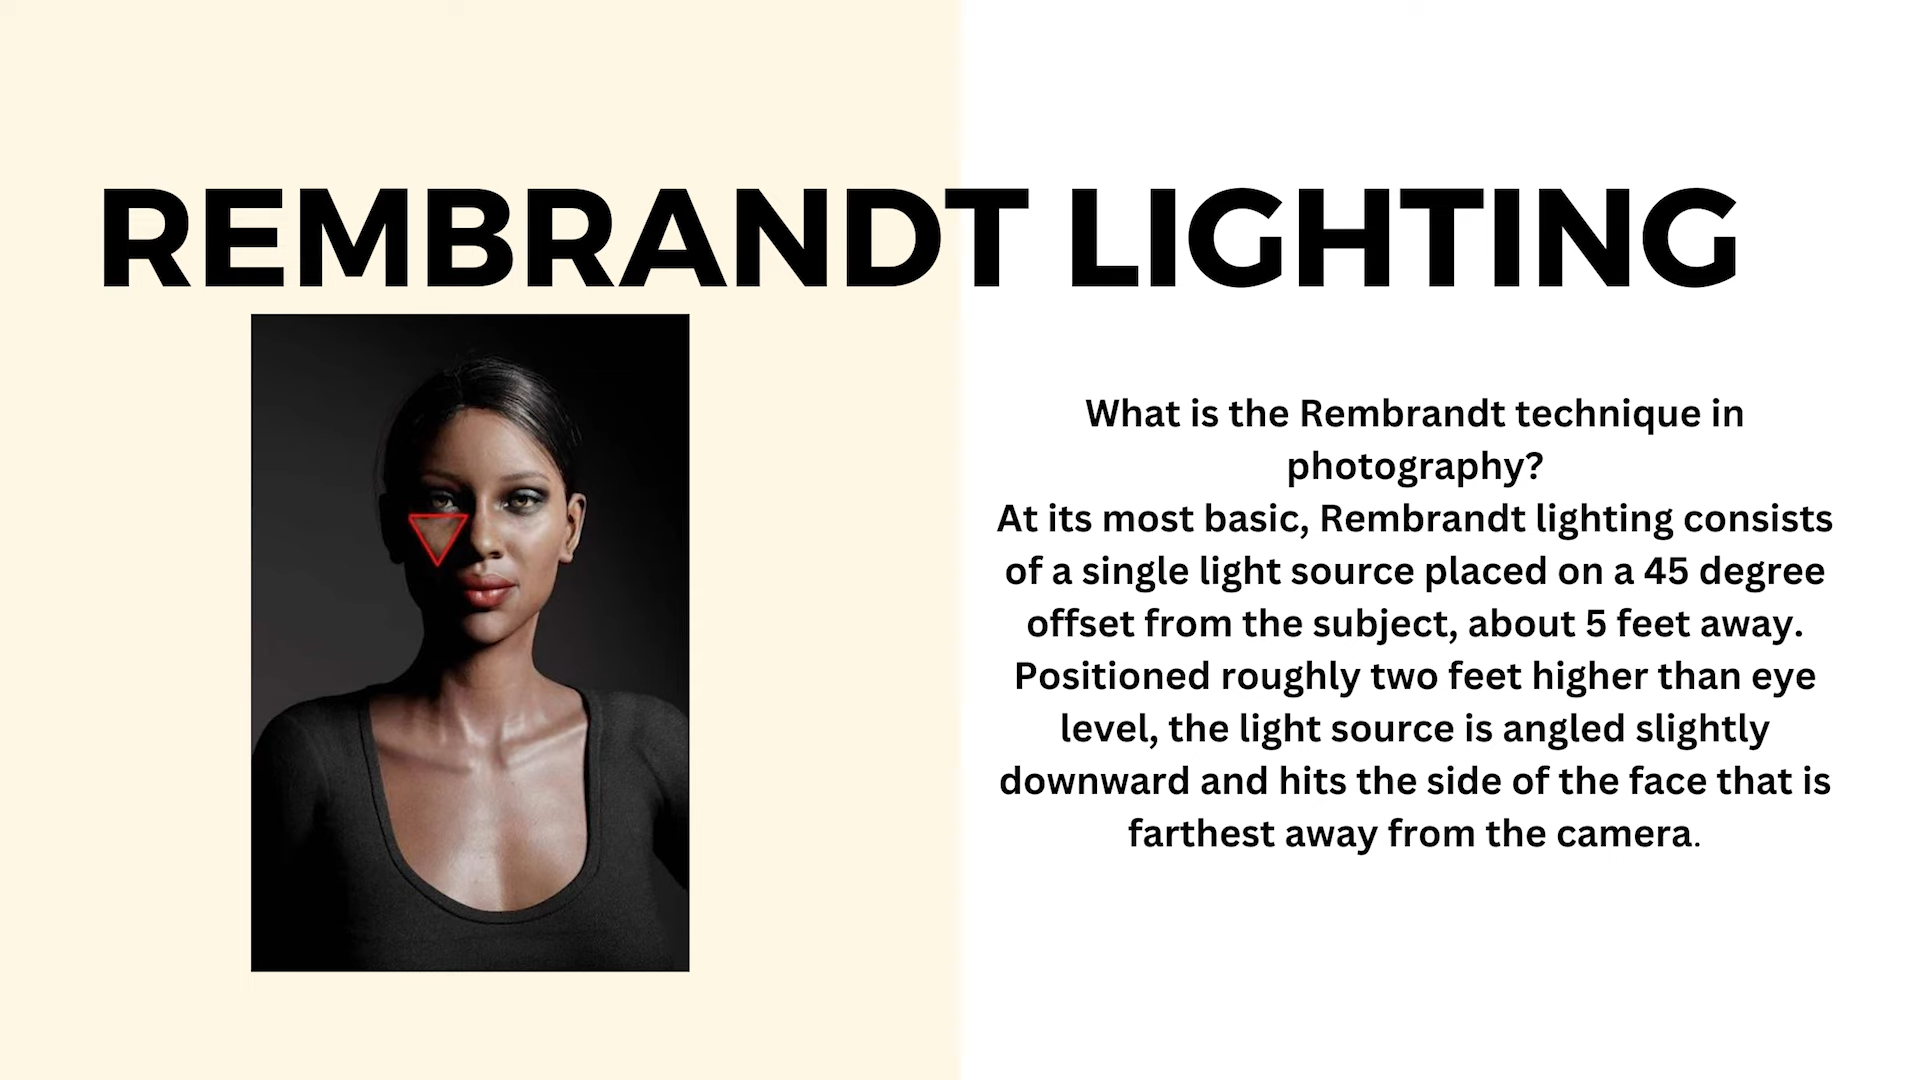 REMBRANDT LIGHTING
What is the Rembrandt technique in
photography?
At its most basic, Rembrandt lighting consists
of a single light source placed on a 45 degree
offset from the subject, about 5 feet away.
Positioned roughly two feet higher than eye
level, the light source is angled slightly
downward and hits the side of the face that is
farthest away from the camera.